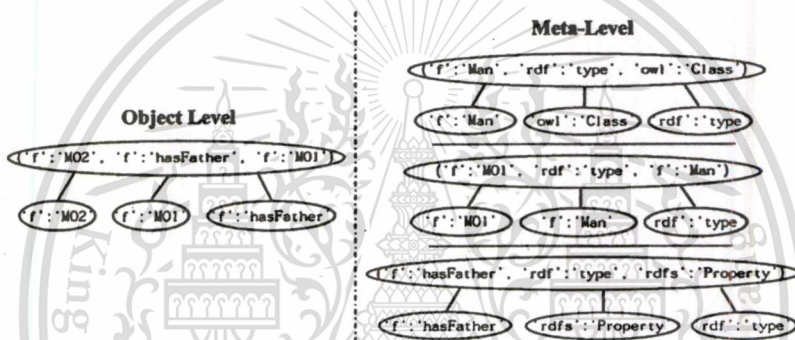 Meta-Level
('f':'Man', 'rdf':'type', 'owl':'Class')
'f':'Man' 'owl':'Class' 'rdf':'type'
Object Level
('f':'M02', 'f':'hasFather', 'f':'M01')
'f':'M02' 'f':'M01' 'f':'hasFather'
('f':'M01', 'rdf':'type', 'f':'Man')
'f':'M01' 'f':'Man' 'rdf':'type'
('f':'hasFather', 'rdf':'type', 'rdfs':'Property')
'f':'hasFather' 'rdfs':'Property' 'rdf':'type'
King